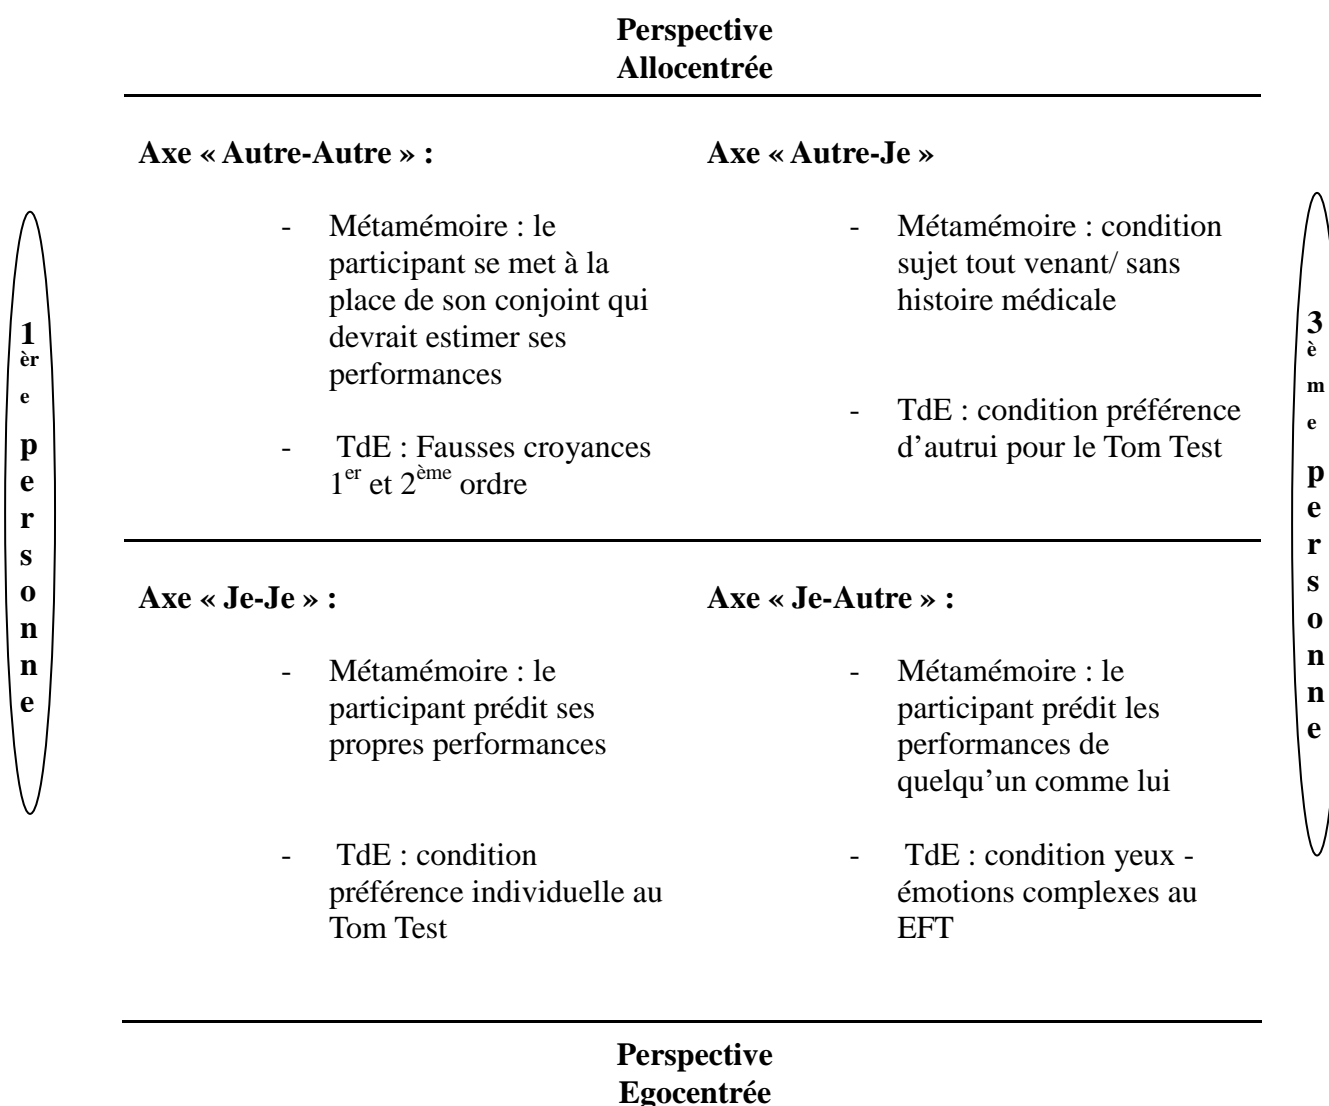 Perspective
Allocentrée
Axe « Autre-Autre » :
- Métamémoire : le
participant se met à la
place de son conjoint qui
devrait estimer ses
performances
- TdE : Fausses croyances
1er et 2ème ordre
Axe « Autre-Je »
- Métamémoire : condition
sujet tout venant/ sans
histoire médicale
- TdE : condition préférence
d'autrui pour le Tom Test
1
èr
e
p
e
r
s
o
n
n
e
3
è
m
e
p
e
r
s
o
n
n
e
Axe « Je-Je » :
- Métamémoire : le
participant prédit ses
propres performances
- TdE : condition
préférence individuelle au
Tom Test
Axe « Je-Autre » :
- Métamémoire : le
participant prédit les
performances de
quelqu'un comme lui
- TdE : condition yeux -
émotions complexes au
EFT
Perspective
Egocentrée